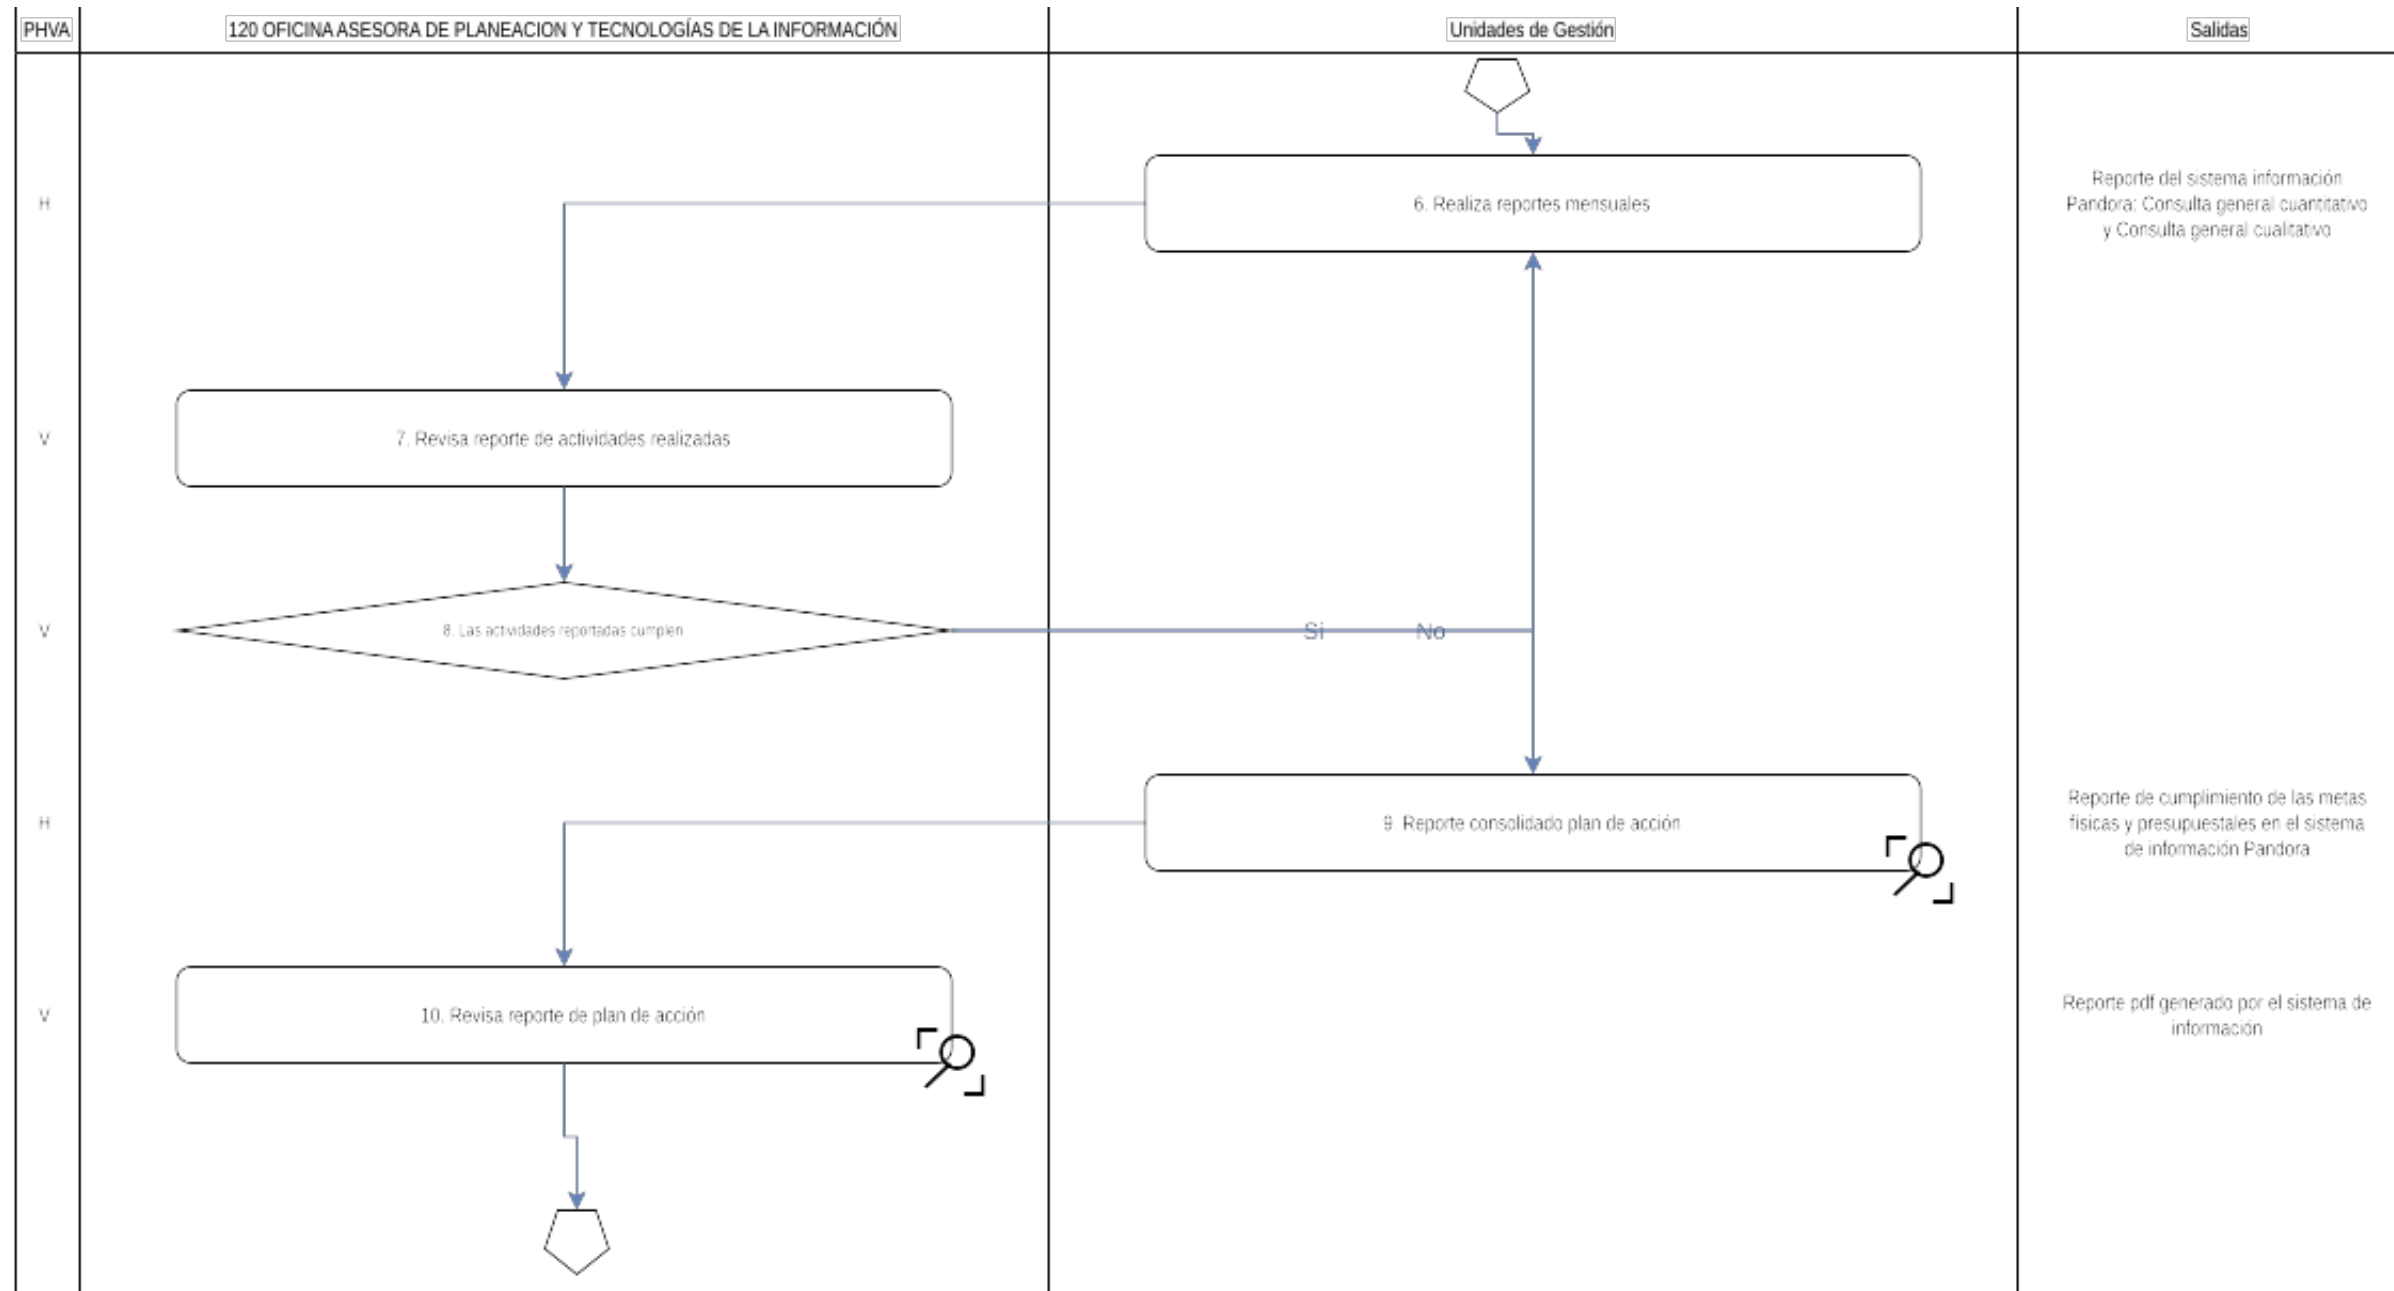 PHVA
120 OFICINA ASESORA DE PLANEACION Y TECNOLOGÍAS DE LA INFORMACIÓN
Unidades de Gestión
Salidas
H
6. Realiza reportes mensuales
Reporte del sistema información
Pandora: Consulta general cuantitativo
y Consulta general cualitativo
V
7. Revisa reporte de actividades realizadas
V
8. Las actividades reportadas cumplen
Si
No
H
9. Reporte consolidado plan de acción
Reporte de cumplimiento de las metas
físicas y presupuestales en el sistema
de información Pandora
V
10. Revisa reporte de plan de acción
Reporte pdf generado por el sistema de
información